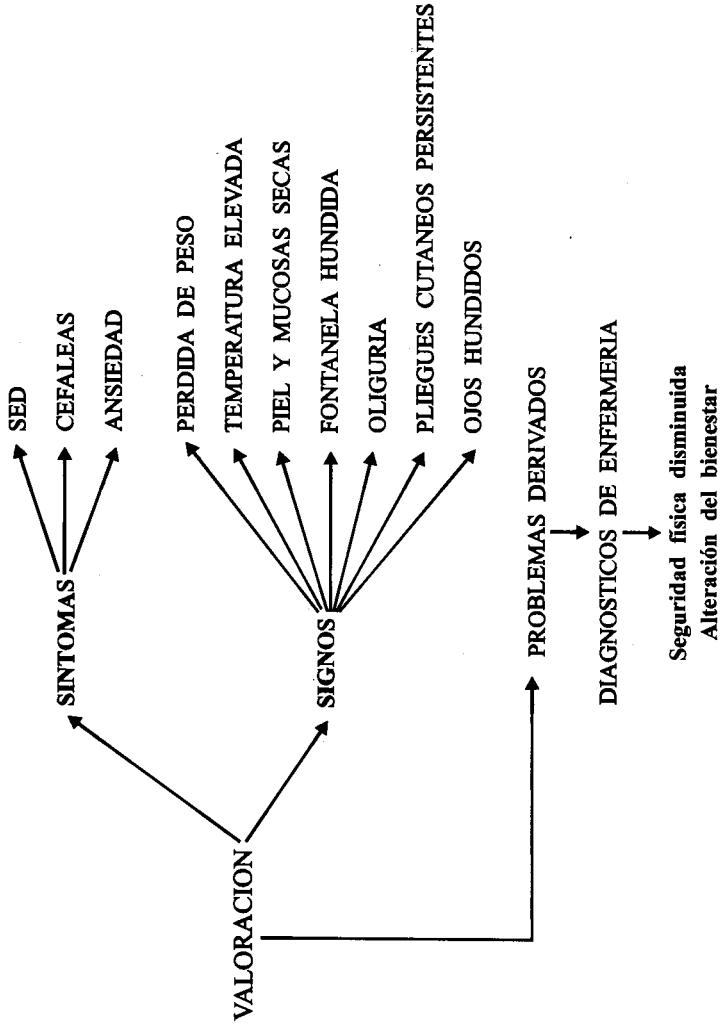 VALORACION
SINTOMAS
SED
CEFALEAS
ANSIEDAD
SIGNOS
PERDIDA DE PESO
TEMPERATURA ELEVADA
PIEL Y MUCOSAS SECAS
FONTANELA HUNDIDA
OLIGURIA
PLIEGUES CUTANEOS PERSISTENTES
OJOS HUNDIDOS
PROBLEMAS DERIVADOS
DIAGNOSTICOS DE ENFERMERIA
Seguridad física disminuida
Alteración del bienestar